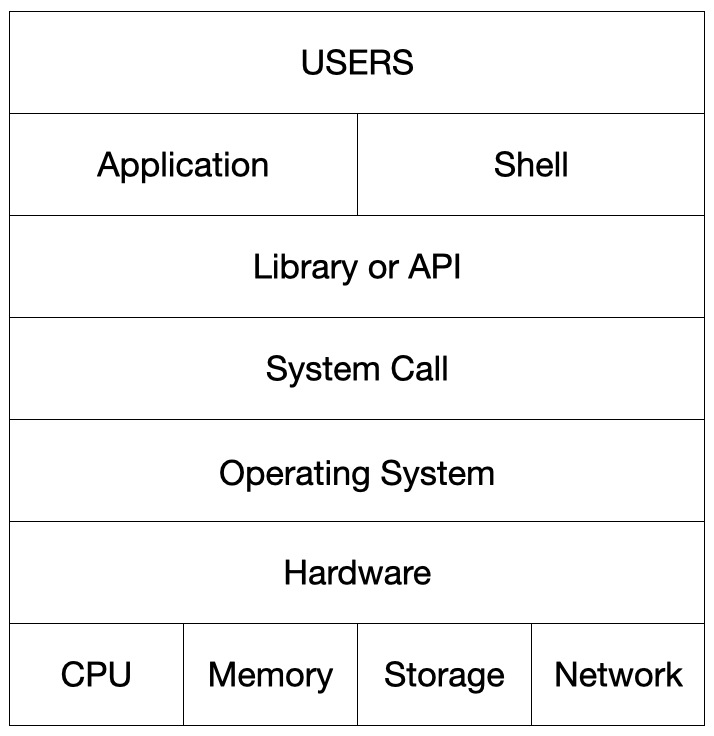 USERS
Application
Shell
Library or API
System Call
Operating System
Hardware
CPU
Memory
Storage
Network